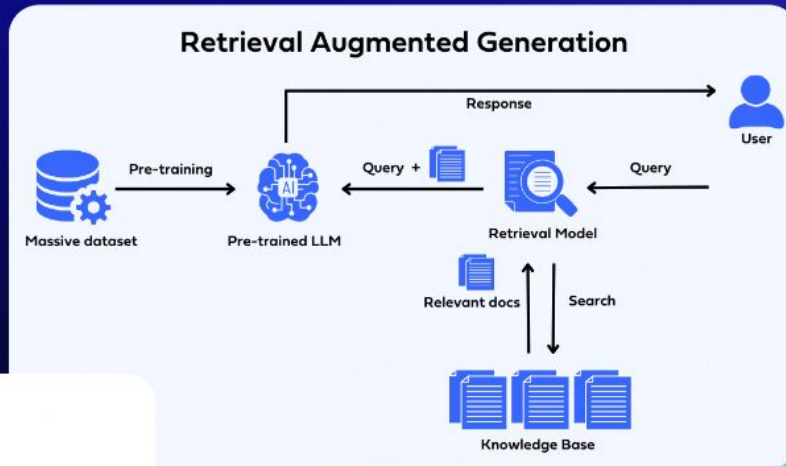 Retrieval Augmented Generation
Response
User
Pre-training
Query +
Query
AI
Massive dataset
Pre-trained LLM
Retrieval Model
Relevant docs
Search
Knowledge Base